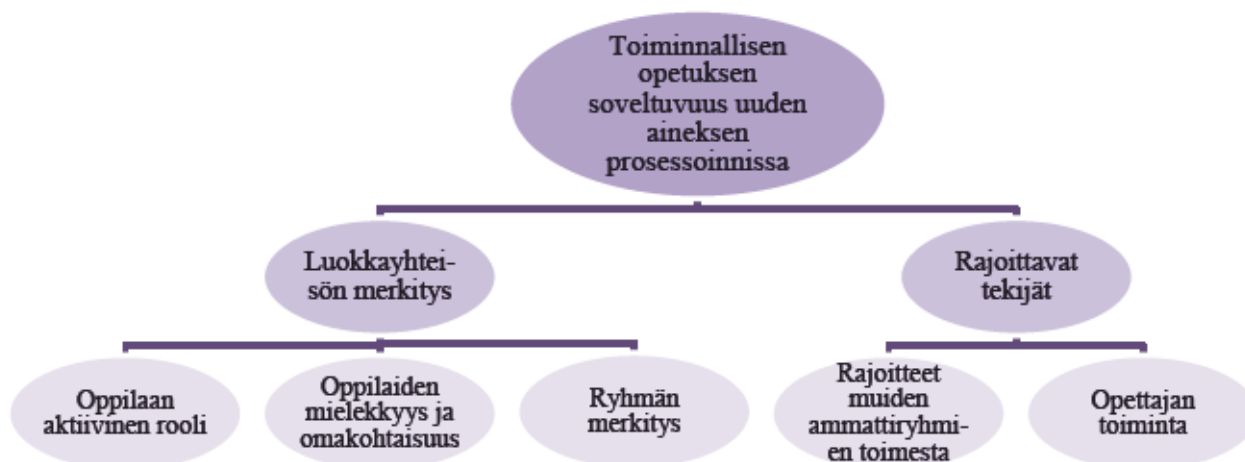 Toiminnallisen
opetuksen
soveltuvuus uuden
aineksen
prosessoinnissa
Luokkayhtei-
sön merkitys
Rajoittavat
tekijät
Oppilaan
aktiivinen rooli
Oppilaiden
mielekkyys ja
omakohtaisuus
Ryhmän
merkitys
Rajoitteet
muiden
ammattiryhmi-
en toimesta
Opettajan
toiminta